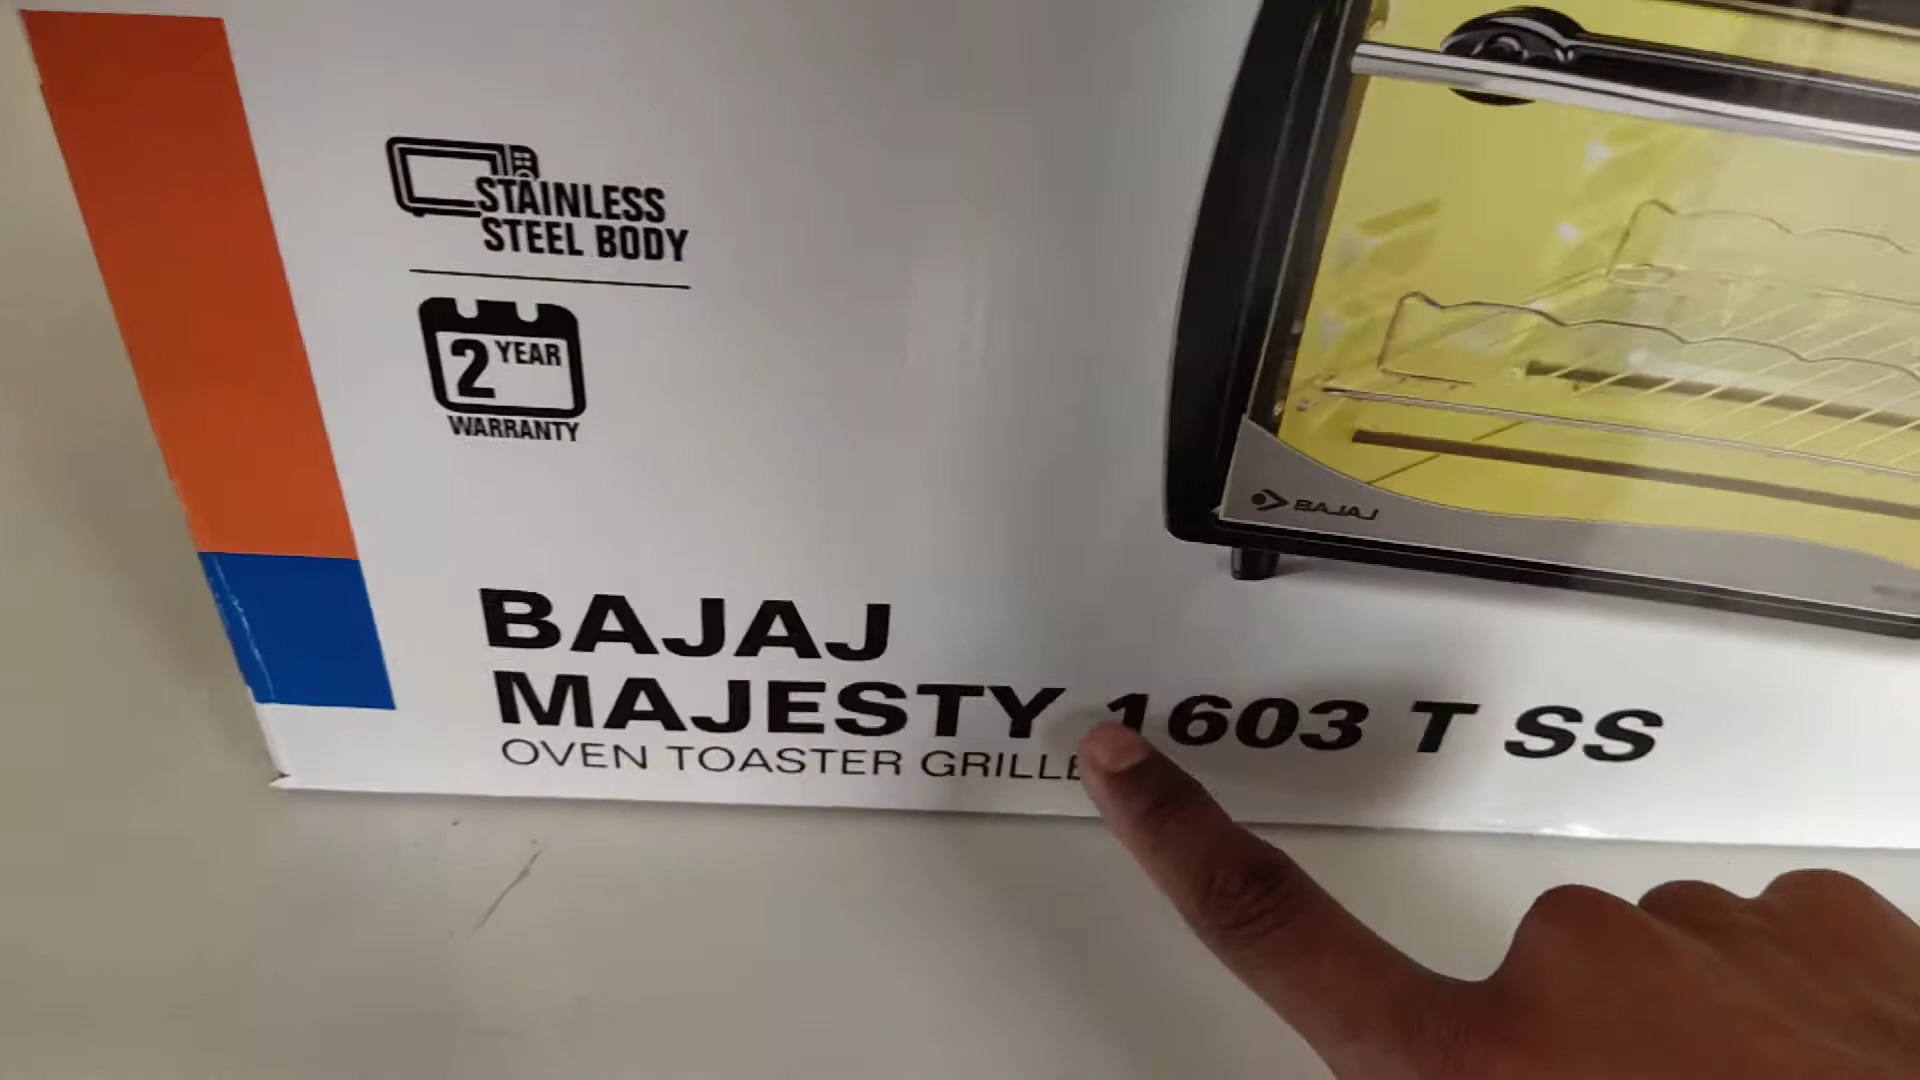 STAINLESS
STEEL BODY
2 YEAR
WARRANTY
BAJAJ
BAJAJ
MAJESTY 1603 T SS
OVEN TOASTER GRILLE